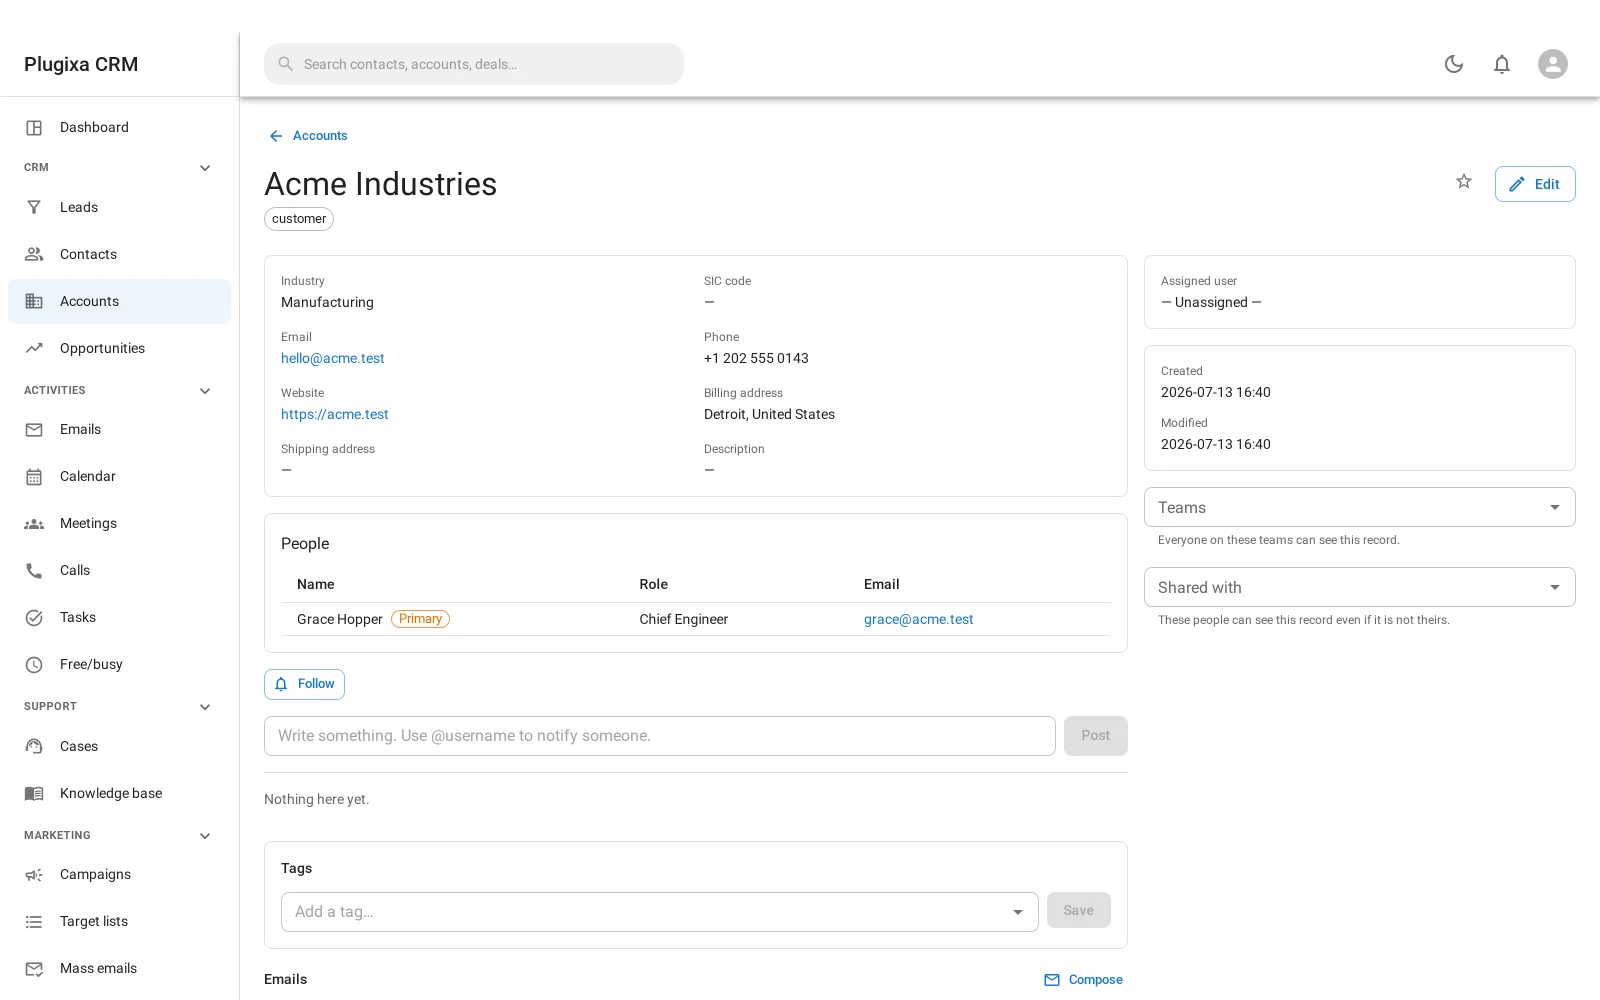 Plugixa CRM
Search contacts, accounts, deals...
Dashboard
CRM
Leads
Contacts
Accounts
Opportunities
ACTIVITIES
Emails
Calendar
Meetings
Calls
Tasks
Free/busy
SUPPORT
Cases
Knowledge base
MARKETING
Campaigns
Target lists
Mass emails
Accounts
Acme Industries
customer
Edit
Industry
Manufacturing
SIC code
—
Email
hello@acme.test
Phone
+1 202 555 0143
Website
https://acme.test
Billing address
Detroit, United States
Shipping address
—
Description
—
People
Name Role Email
Grace Hopper Primary Chief Engineer grace@acme.test
Follow
Write something. Use @username to notify someone.
Post
Nothing here yet.
Tags
Add a tag...
Save
Emails
Compose
Assigned user
— Unassigned —
Created
2026-07-13 16:40
Modified
2026-07-13 16:40
Teams
Everyone on these teams can see this record.
Shared with
These people can see this record even if it is not theirs.